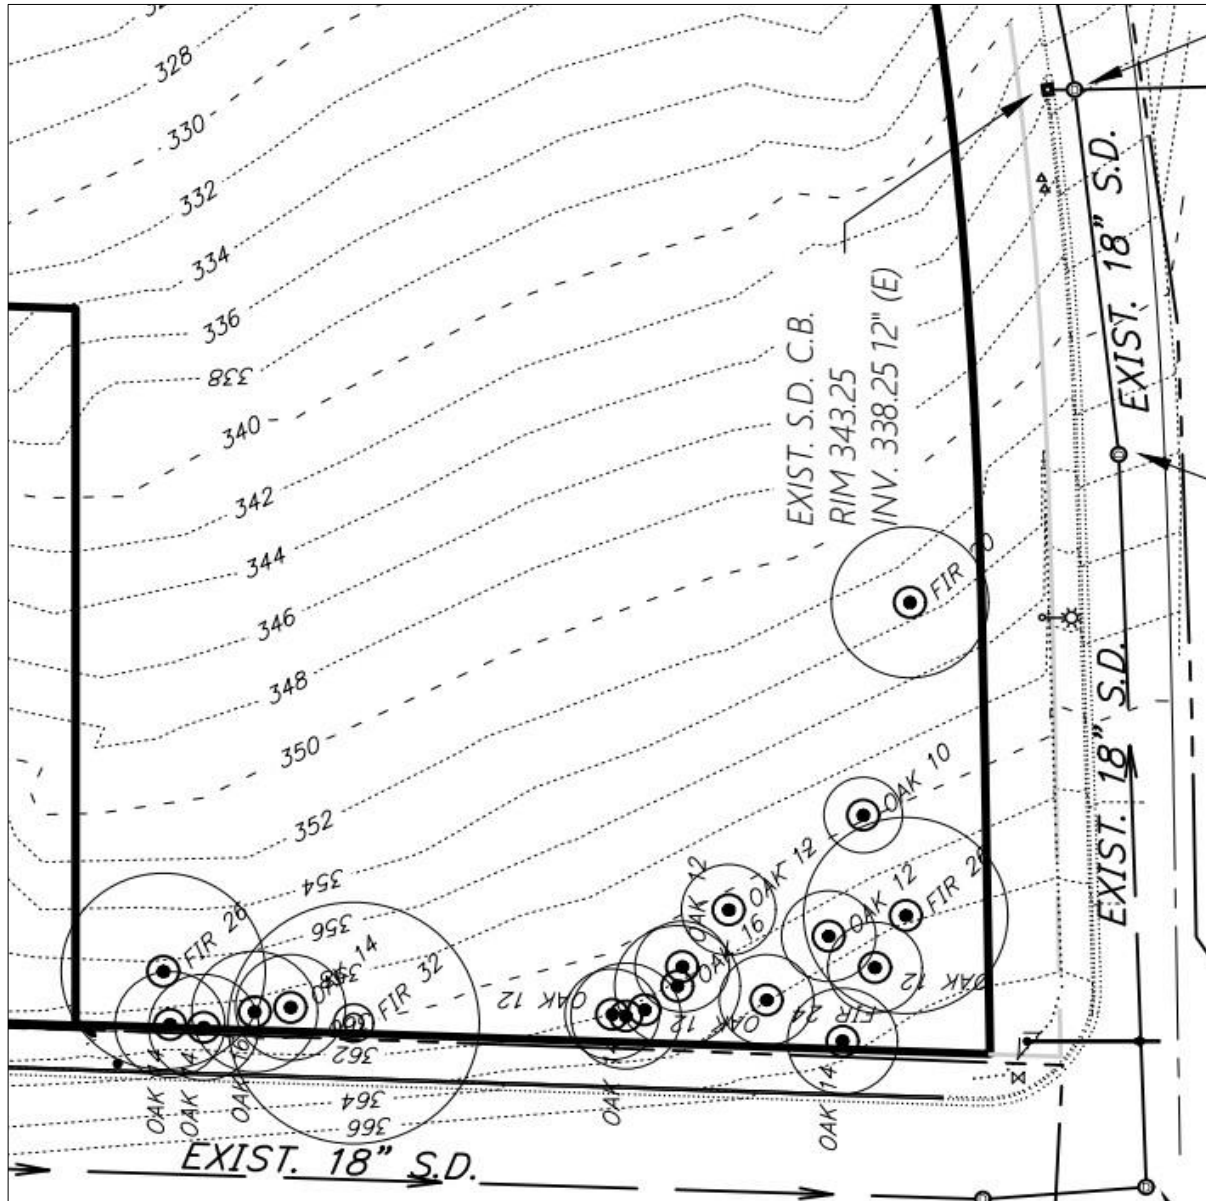 328
330
332
334
336
338
340
342
344
346
348
350
352
354
356
362
364
366
EXIST. S.D. C.B.
RIM 343.25
INV. 338.25 12" (E)
EXIST. 18" S.D.
EXIST. 18" S.D.
EXIST. 18" S.D.
FIR
OAK 10
OAK 12
OAK 12
OAK 12
FIR
OAK 16
OAK 12
OAK 12
OAK
FIR 24
FIR 26
OAK 14
FIR 32
OAK
OAK
OAK
OAK
OAK 14